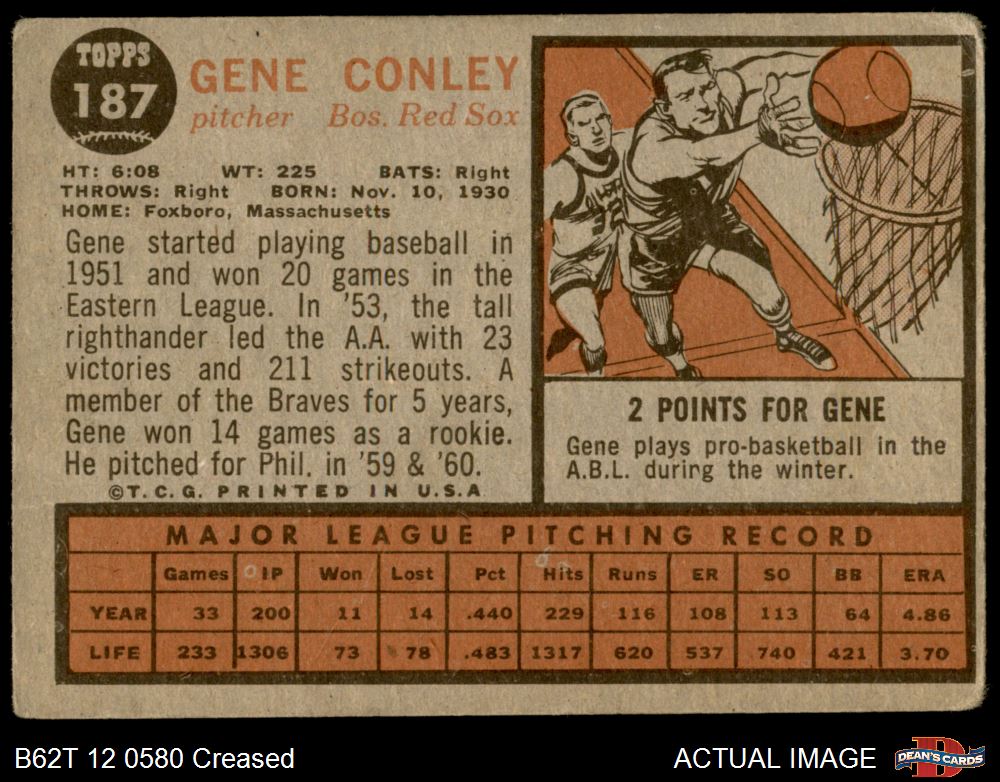 TOPPS
187
GENE CONLEY
pitcher Bos. Red Sox
HT: 6:08 WT: 225 BATS: Right
THROWS: Right BORN: Nov. 10, 1930
HOME: Foxboro, Massachusetts
Gene started playing baseball in
1951 and won 20 games in the
Eastern League. In '53, the tall
righthander led the A.A. with 23
victories and 211 strikeouts. A
member of the Braves for 5 years,
Gene won 14 games as a rookie.
He pitched for Phil. in '59 & '60.
©T.C.G. PRINTED IN U.S.A
2 POINTS FOR GENE
Gene plays pro-basketball in the
A.B.L. during the winter.
MAJOR LEAGUE PITCHING RECORD
Games IP Won Lost Pct Hits Runs ER SO BB ERA
YEAR 33 200 11 14 .440 229 116 108 113 64 4.86
LIFE 233 1306 73 78 .483 1317 620 537 740 421 3.70
B62T 12 0580 Creased
ACTUAL IMAGE
D
DEAN'S CARDS